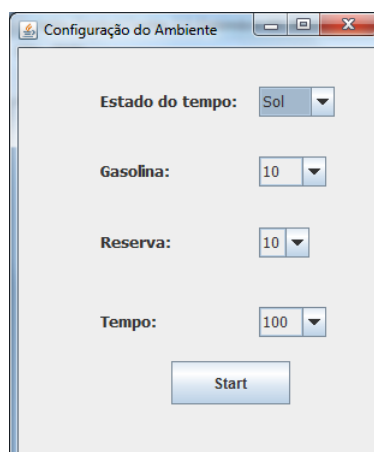 Configuração do Ambiente
Estado do tempo: Sol
Gasolina: 10
Reserva: 10
Tempo: 100
Start